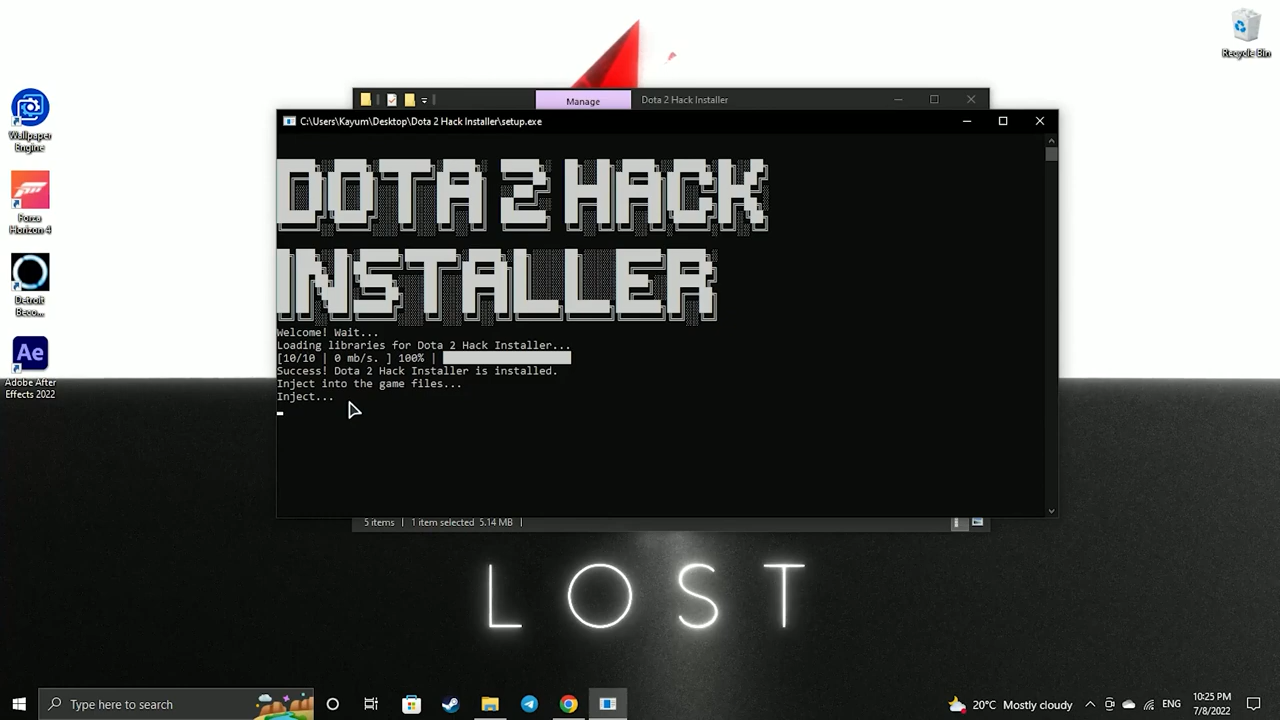 Recycle Bin
Wallpaper
Engine
Forza
Horizon 4
Detroit
Beco...
Ae
Adobe After
Effects 2022
Manage
Dota 2 Hack Installer
C:\Users\Kayum\Desktop\Dota 2 Hack Installer\setup.exe
DOTA 2 HACK
INSTALLER
Welcome! Wait...
Loading libraries for Dota 2 Hack Installer...
[10/10 | 0 mb/s. ] 100% |
Success! Dota 2 Hack Installer is installed.
Inject into the game files...
Inject...
5 items
1 item selected 5.14 MB
LOST
Type here to search
20°C Mostly cloudy
ENG
10:25 PM
7/8/2022